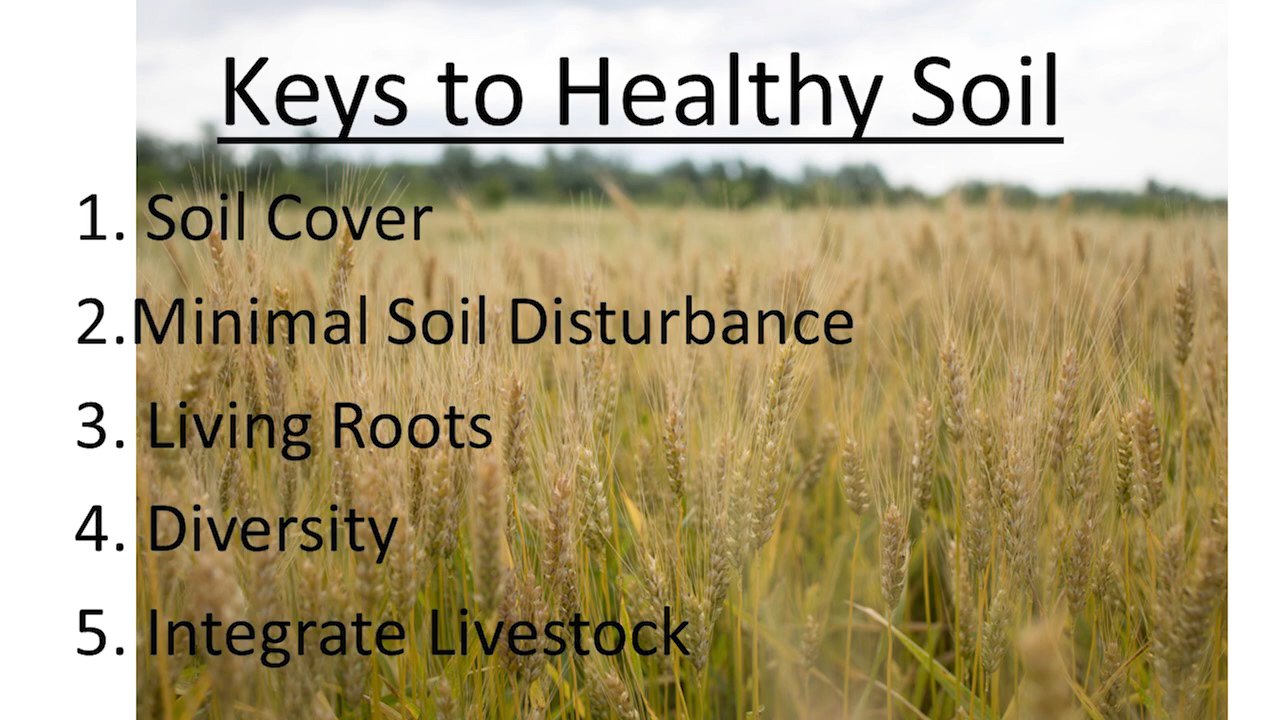 Keys to Healthy Soil
1. Soil Cover
2.Minimal Soil Disturbance
3. Living Roots
4. Diversity
5. Integrate Livestock